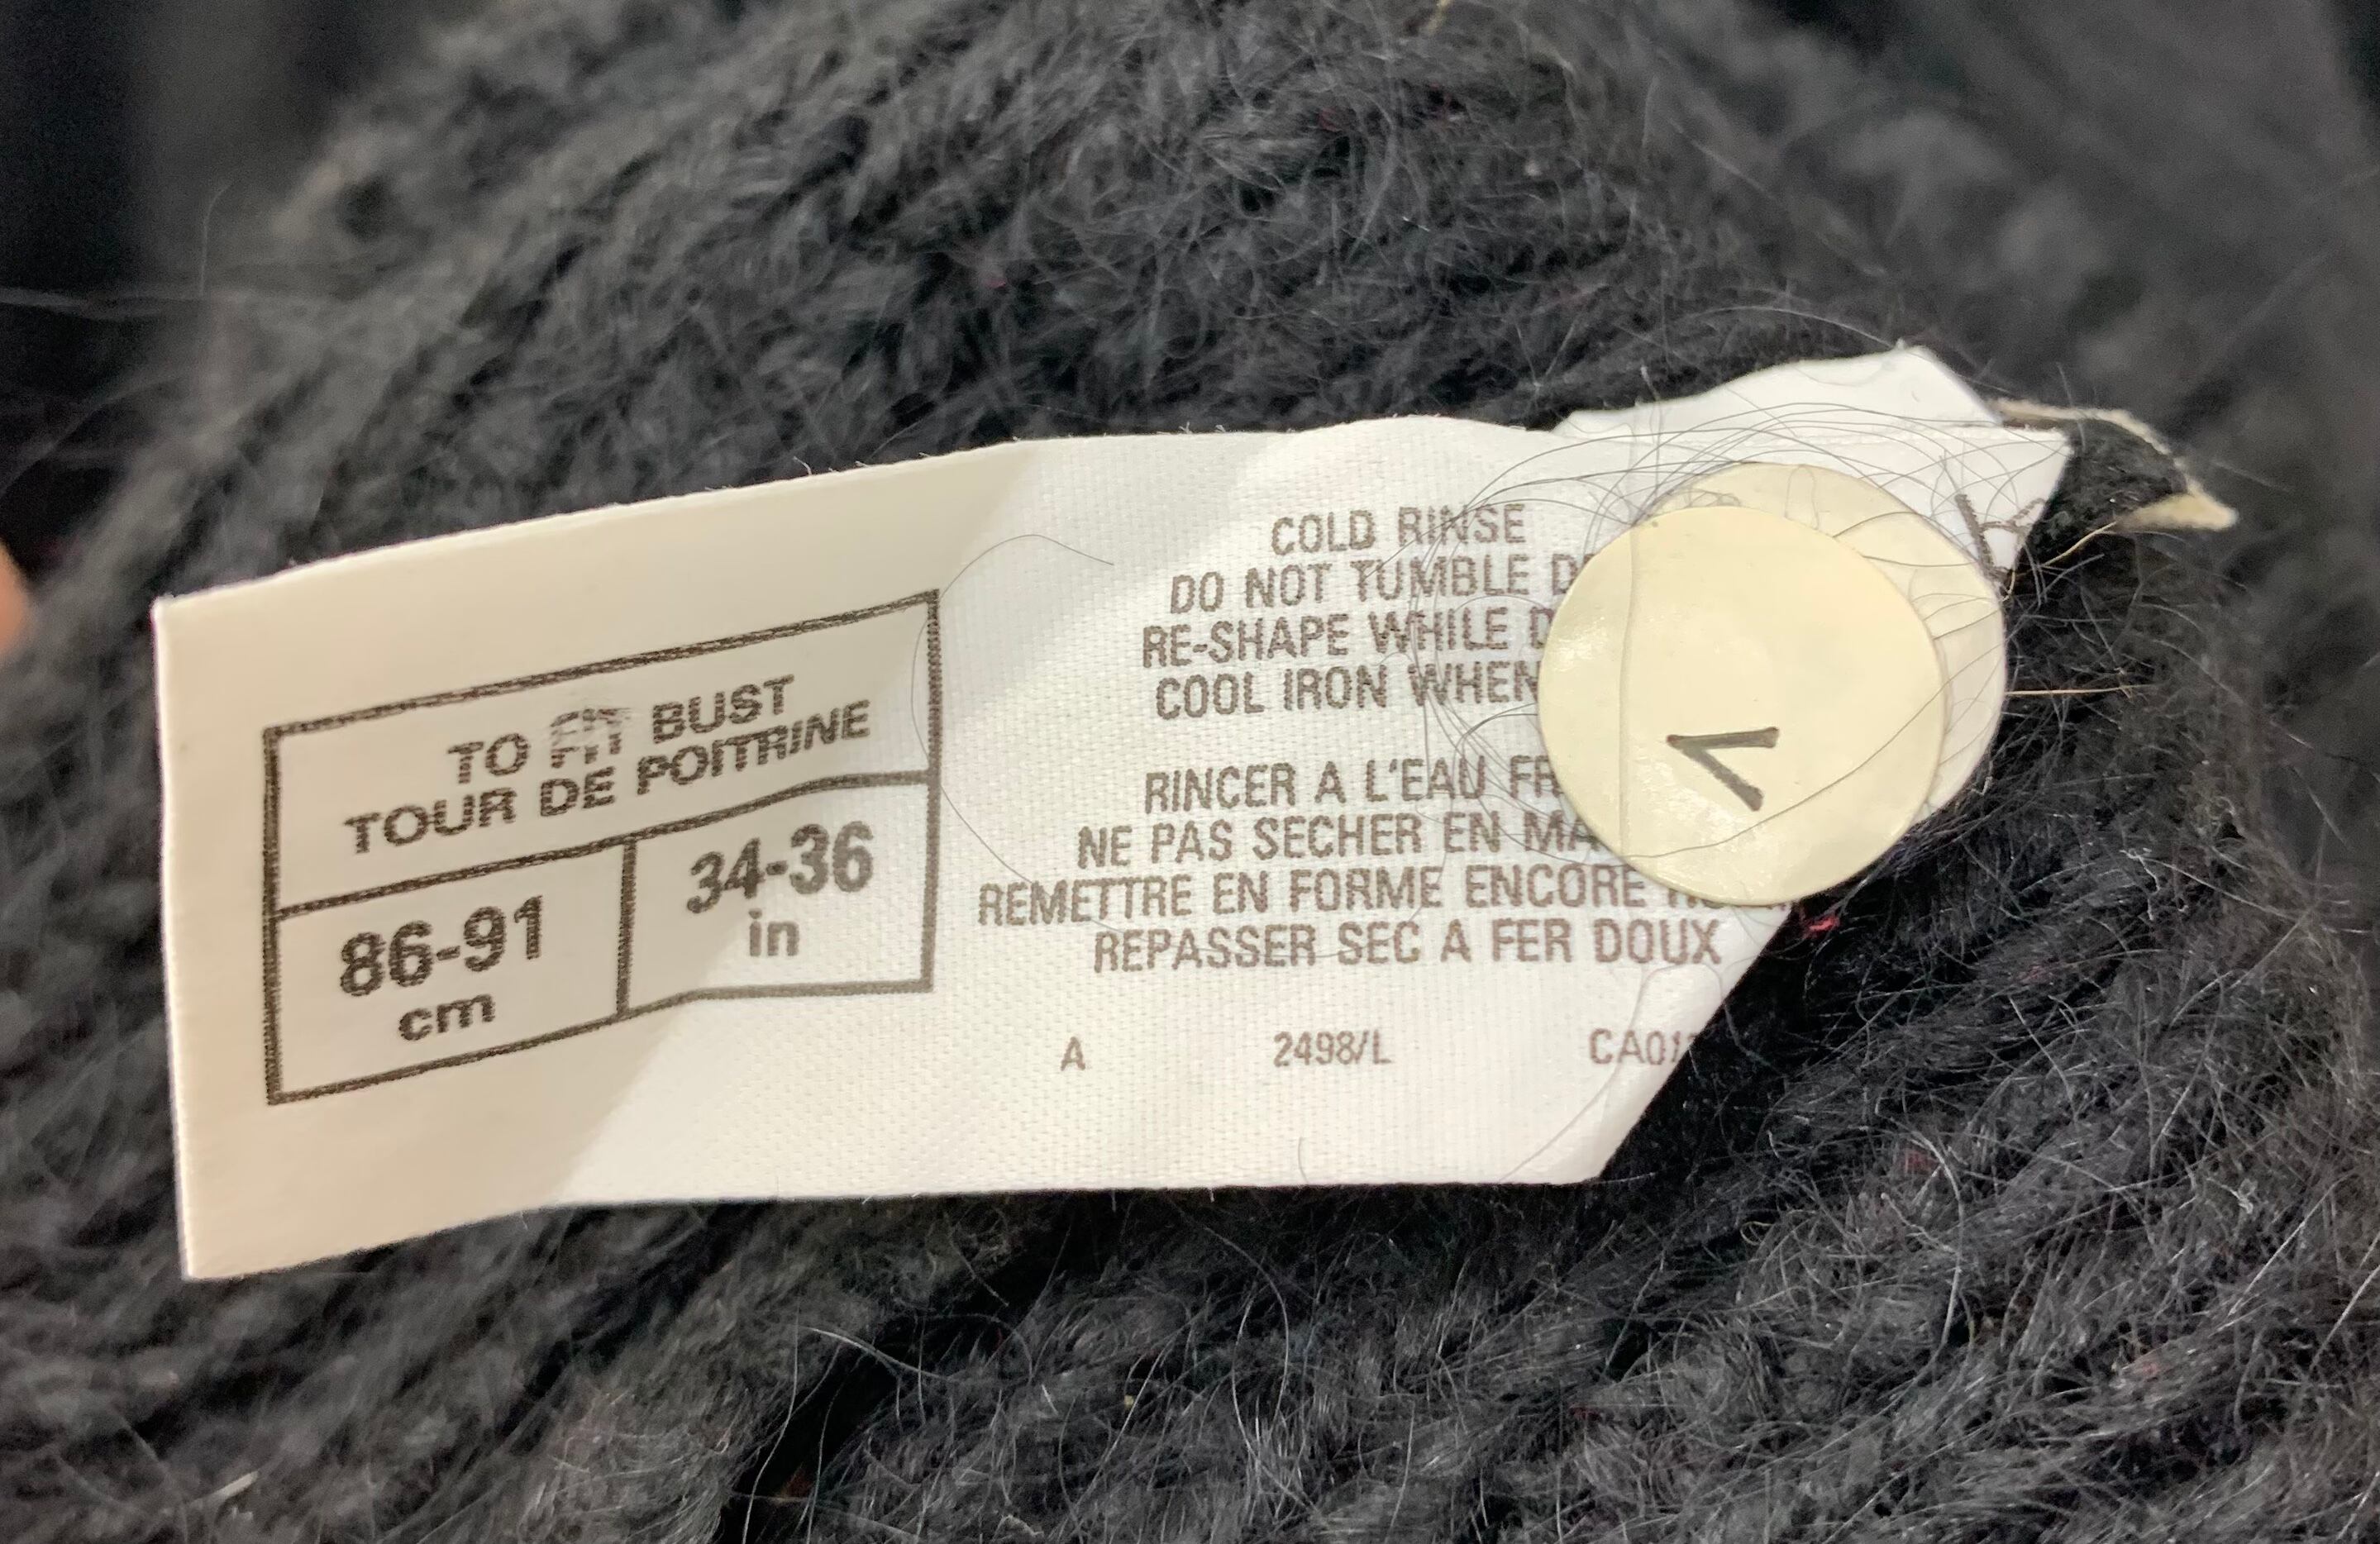 TO FIT BUST
TOUR DE POITRINE
86-91
cm
34-36
in
COLD RINSE
DO NOT TUMBLE
RE-SHAPE WHILE
COOL IRON WHEN
RINCER A L'EAU
NE PAS SECHER EN
REMETTRE EN FORME ENCORE
REPASSER SEC A FER DOUX
A 2498/L CA01